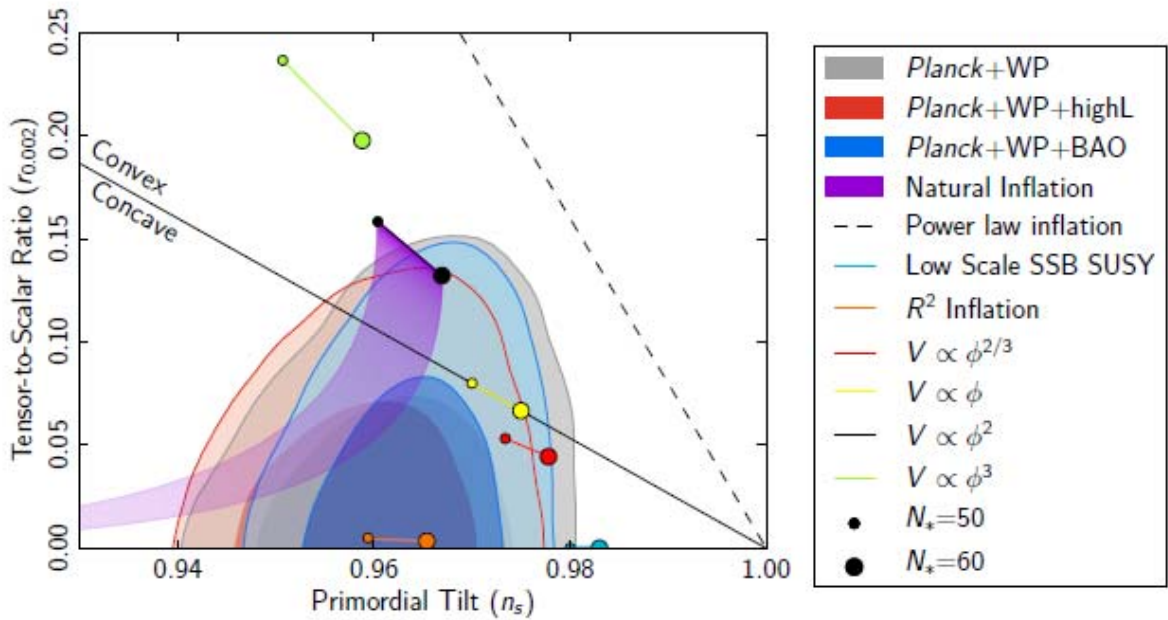 0.25
0.20
0.15
0.10
0.05
0.00
Tensor-to-Scalar Ratio (r0.002)
Convex
Concave
0.94
0.96
0.98
1.00
Primordial Tilt (ns)
Planck+WP
Planck+WP+highL
Planck+WP+BAO
Natural Inflation
Power law inflation
Low Scale SSB SUSY
R² Inflation
V ∝ ϕ^2/3
V ∝ ϕ
V ∝ ϕ²
V ∝ ϕ³
N*=50
N*=60